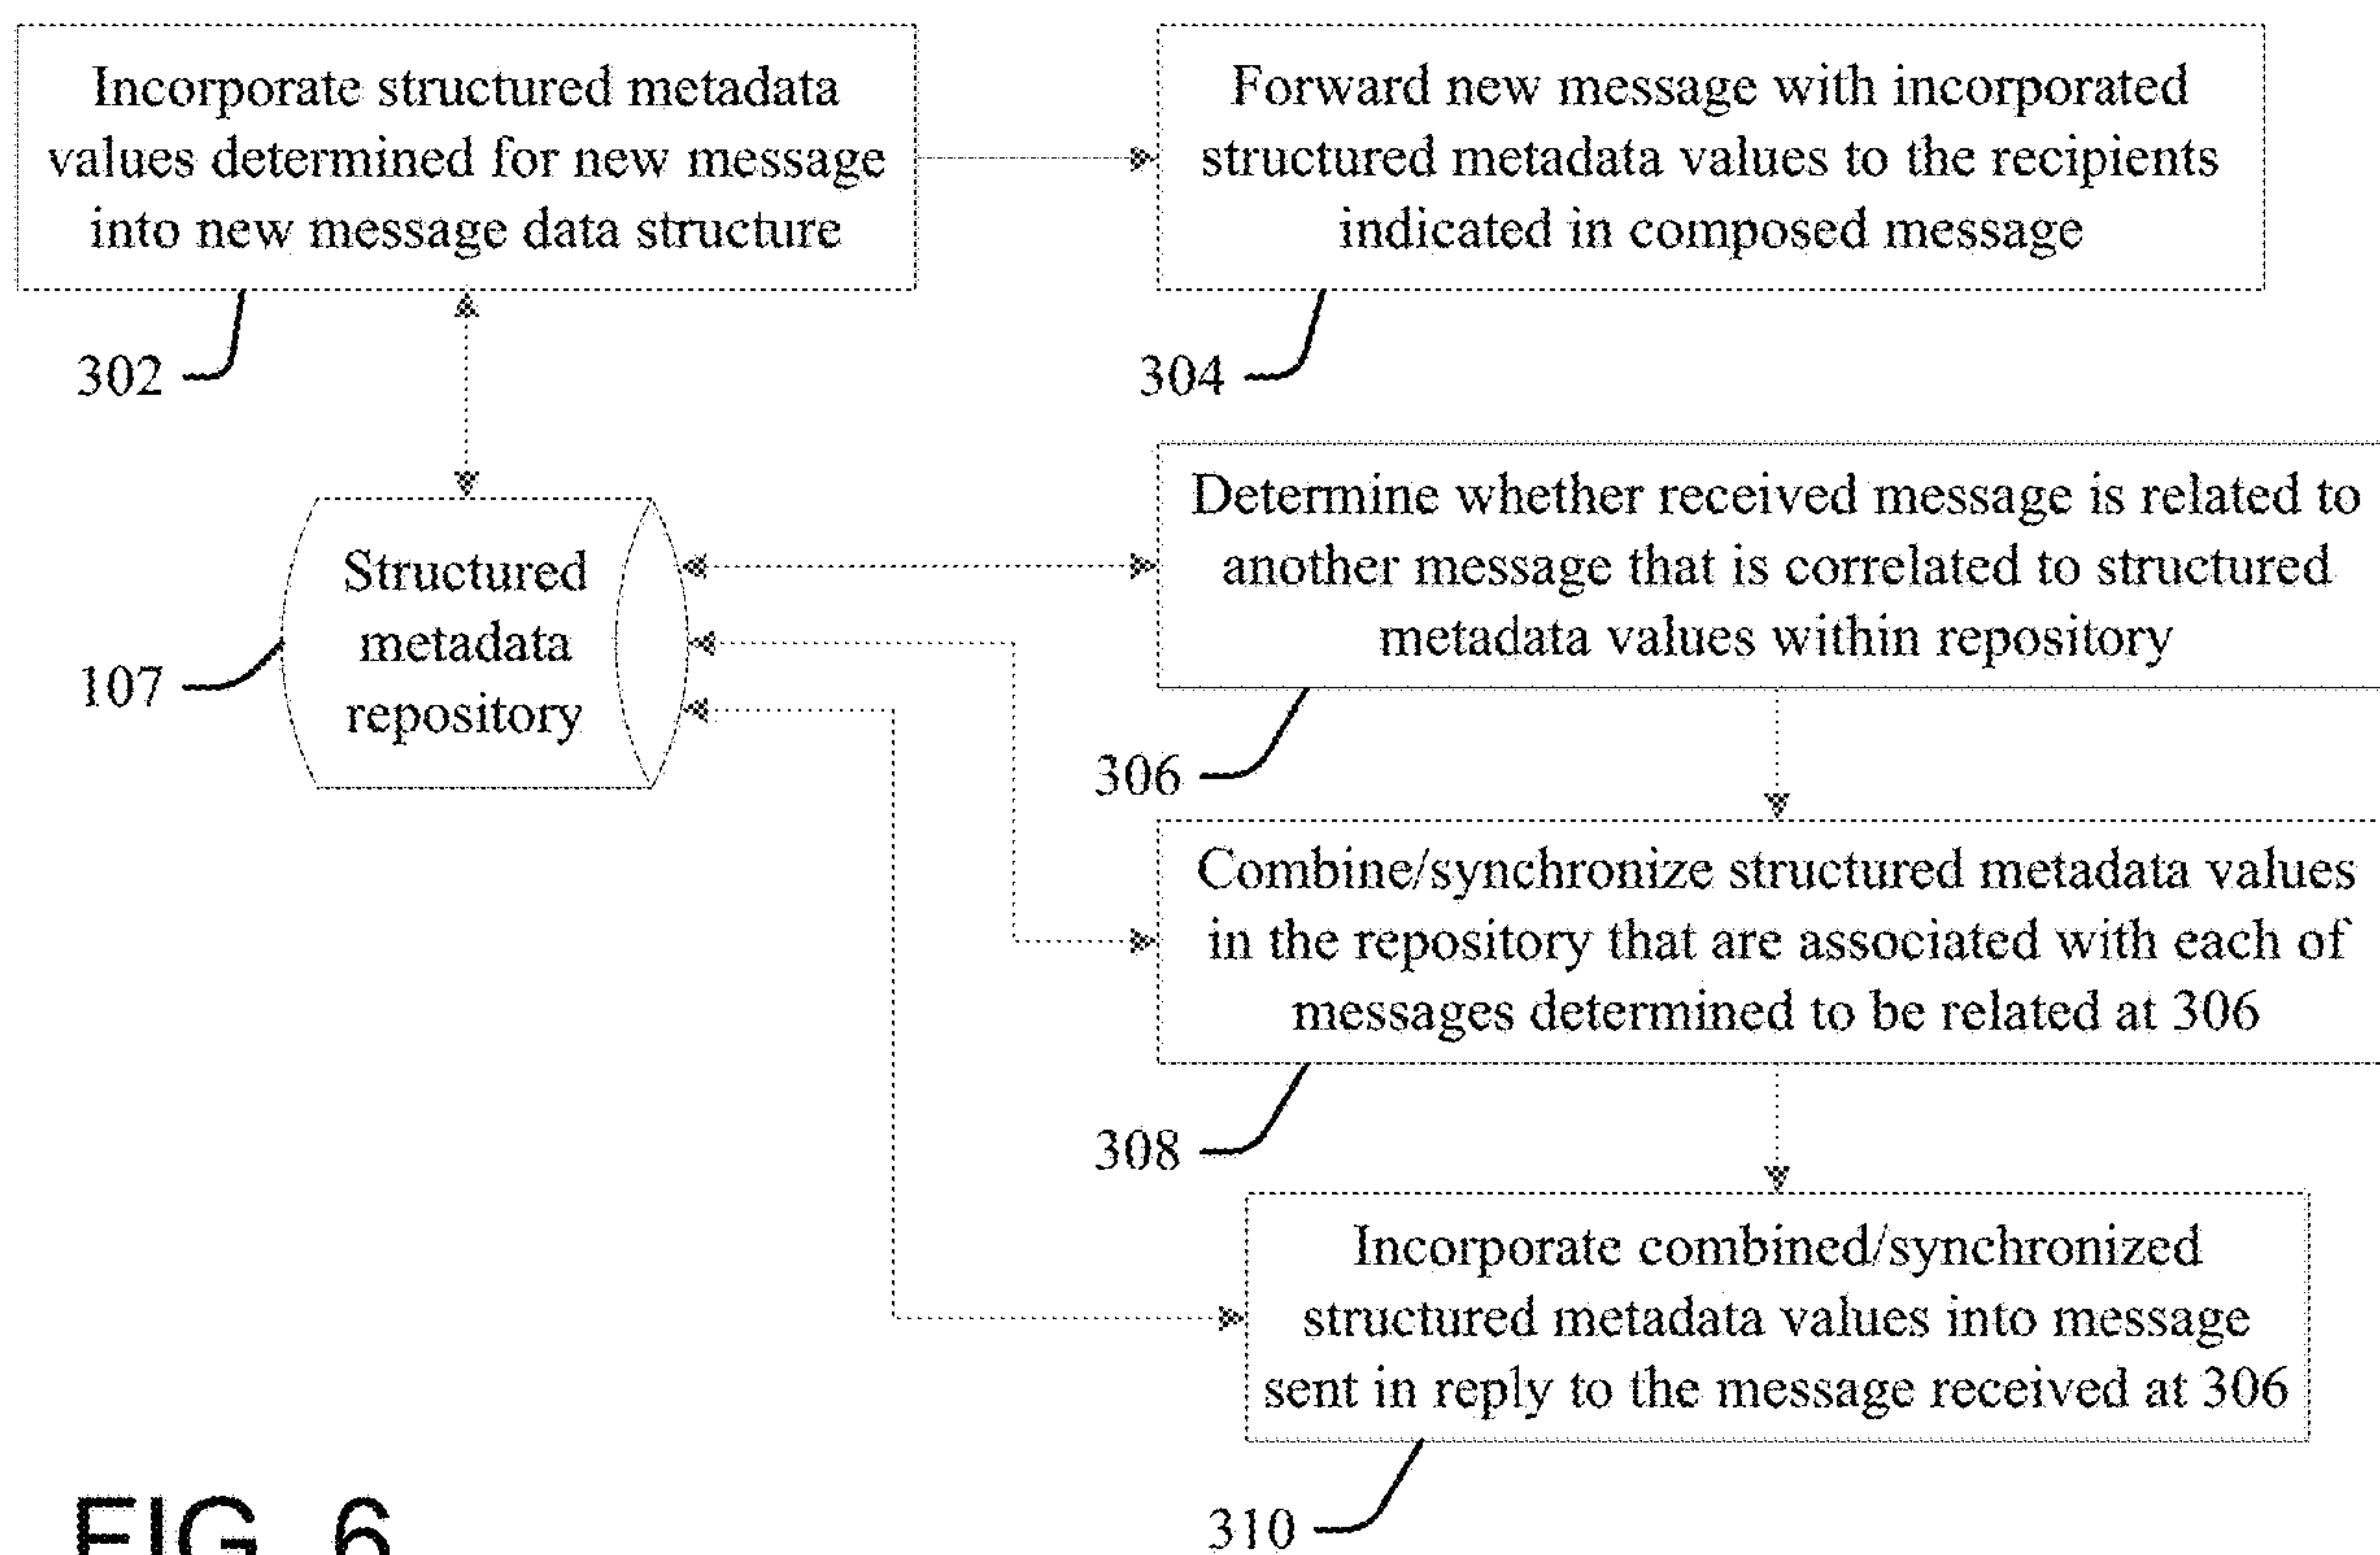 Incorporate structured metadata
values determined for new message
into new message data structure
302
Forward new message with incorporated
structured metadata values to the recipients
indicated in composed message
304
Structured
metadata
repository
107
Determine whether received message is related to
another message that is correlated to structured
metadata values within repository
306
Combine/synchronize structured metadata values
in the repository that are associated with each of
messages determined to be related at 306
308
Incorporate combined/synchronized
structured metadata values into message
sent in reply to the message received at 306
310
FIG. 6